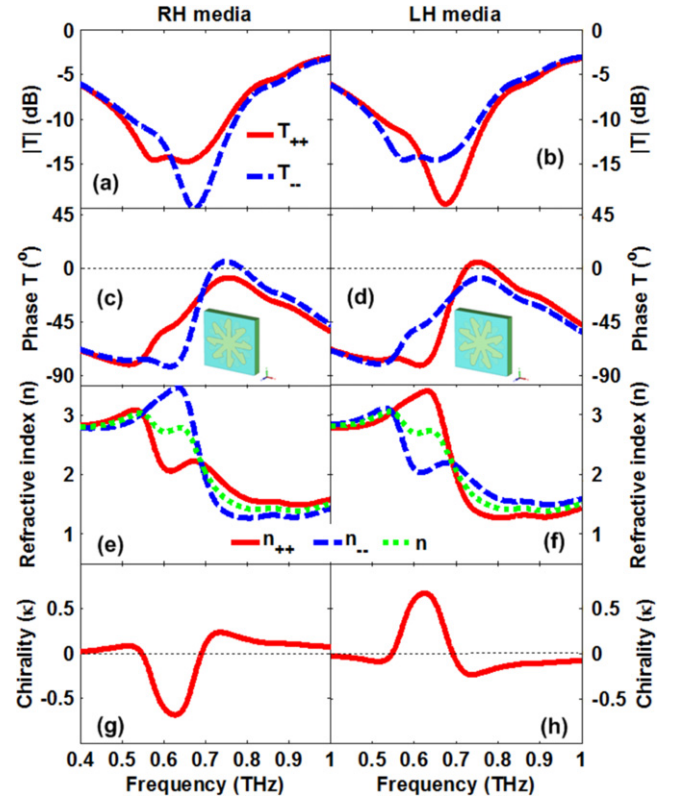 RH media LH media
0 0
-5 -5
-10 -10
-15 -15
|T| (dB) |T| (dB)
T++
T--
(a) (b)
45 45
0 0
-45 -45
-90 -90
Phase T (°) Phase T (°)
(c) (d)
3 3
2 2
1 1
Refractive index (n) Refractive index (n)
(e) n++ n-- n (f)
0.5 0.5
0 0
-0.5 -0.5
Chirality (κ) Chirality (κ)
(g) (h)
0.4 0.5 0.6 0.7 0.8 0.9 1 0.5 0.6 0.7 0.8 0.9 1
Frequency (THz) Frequency (THz)